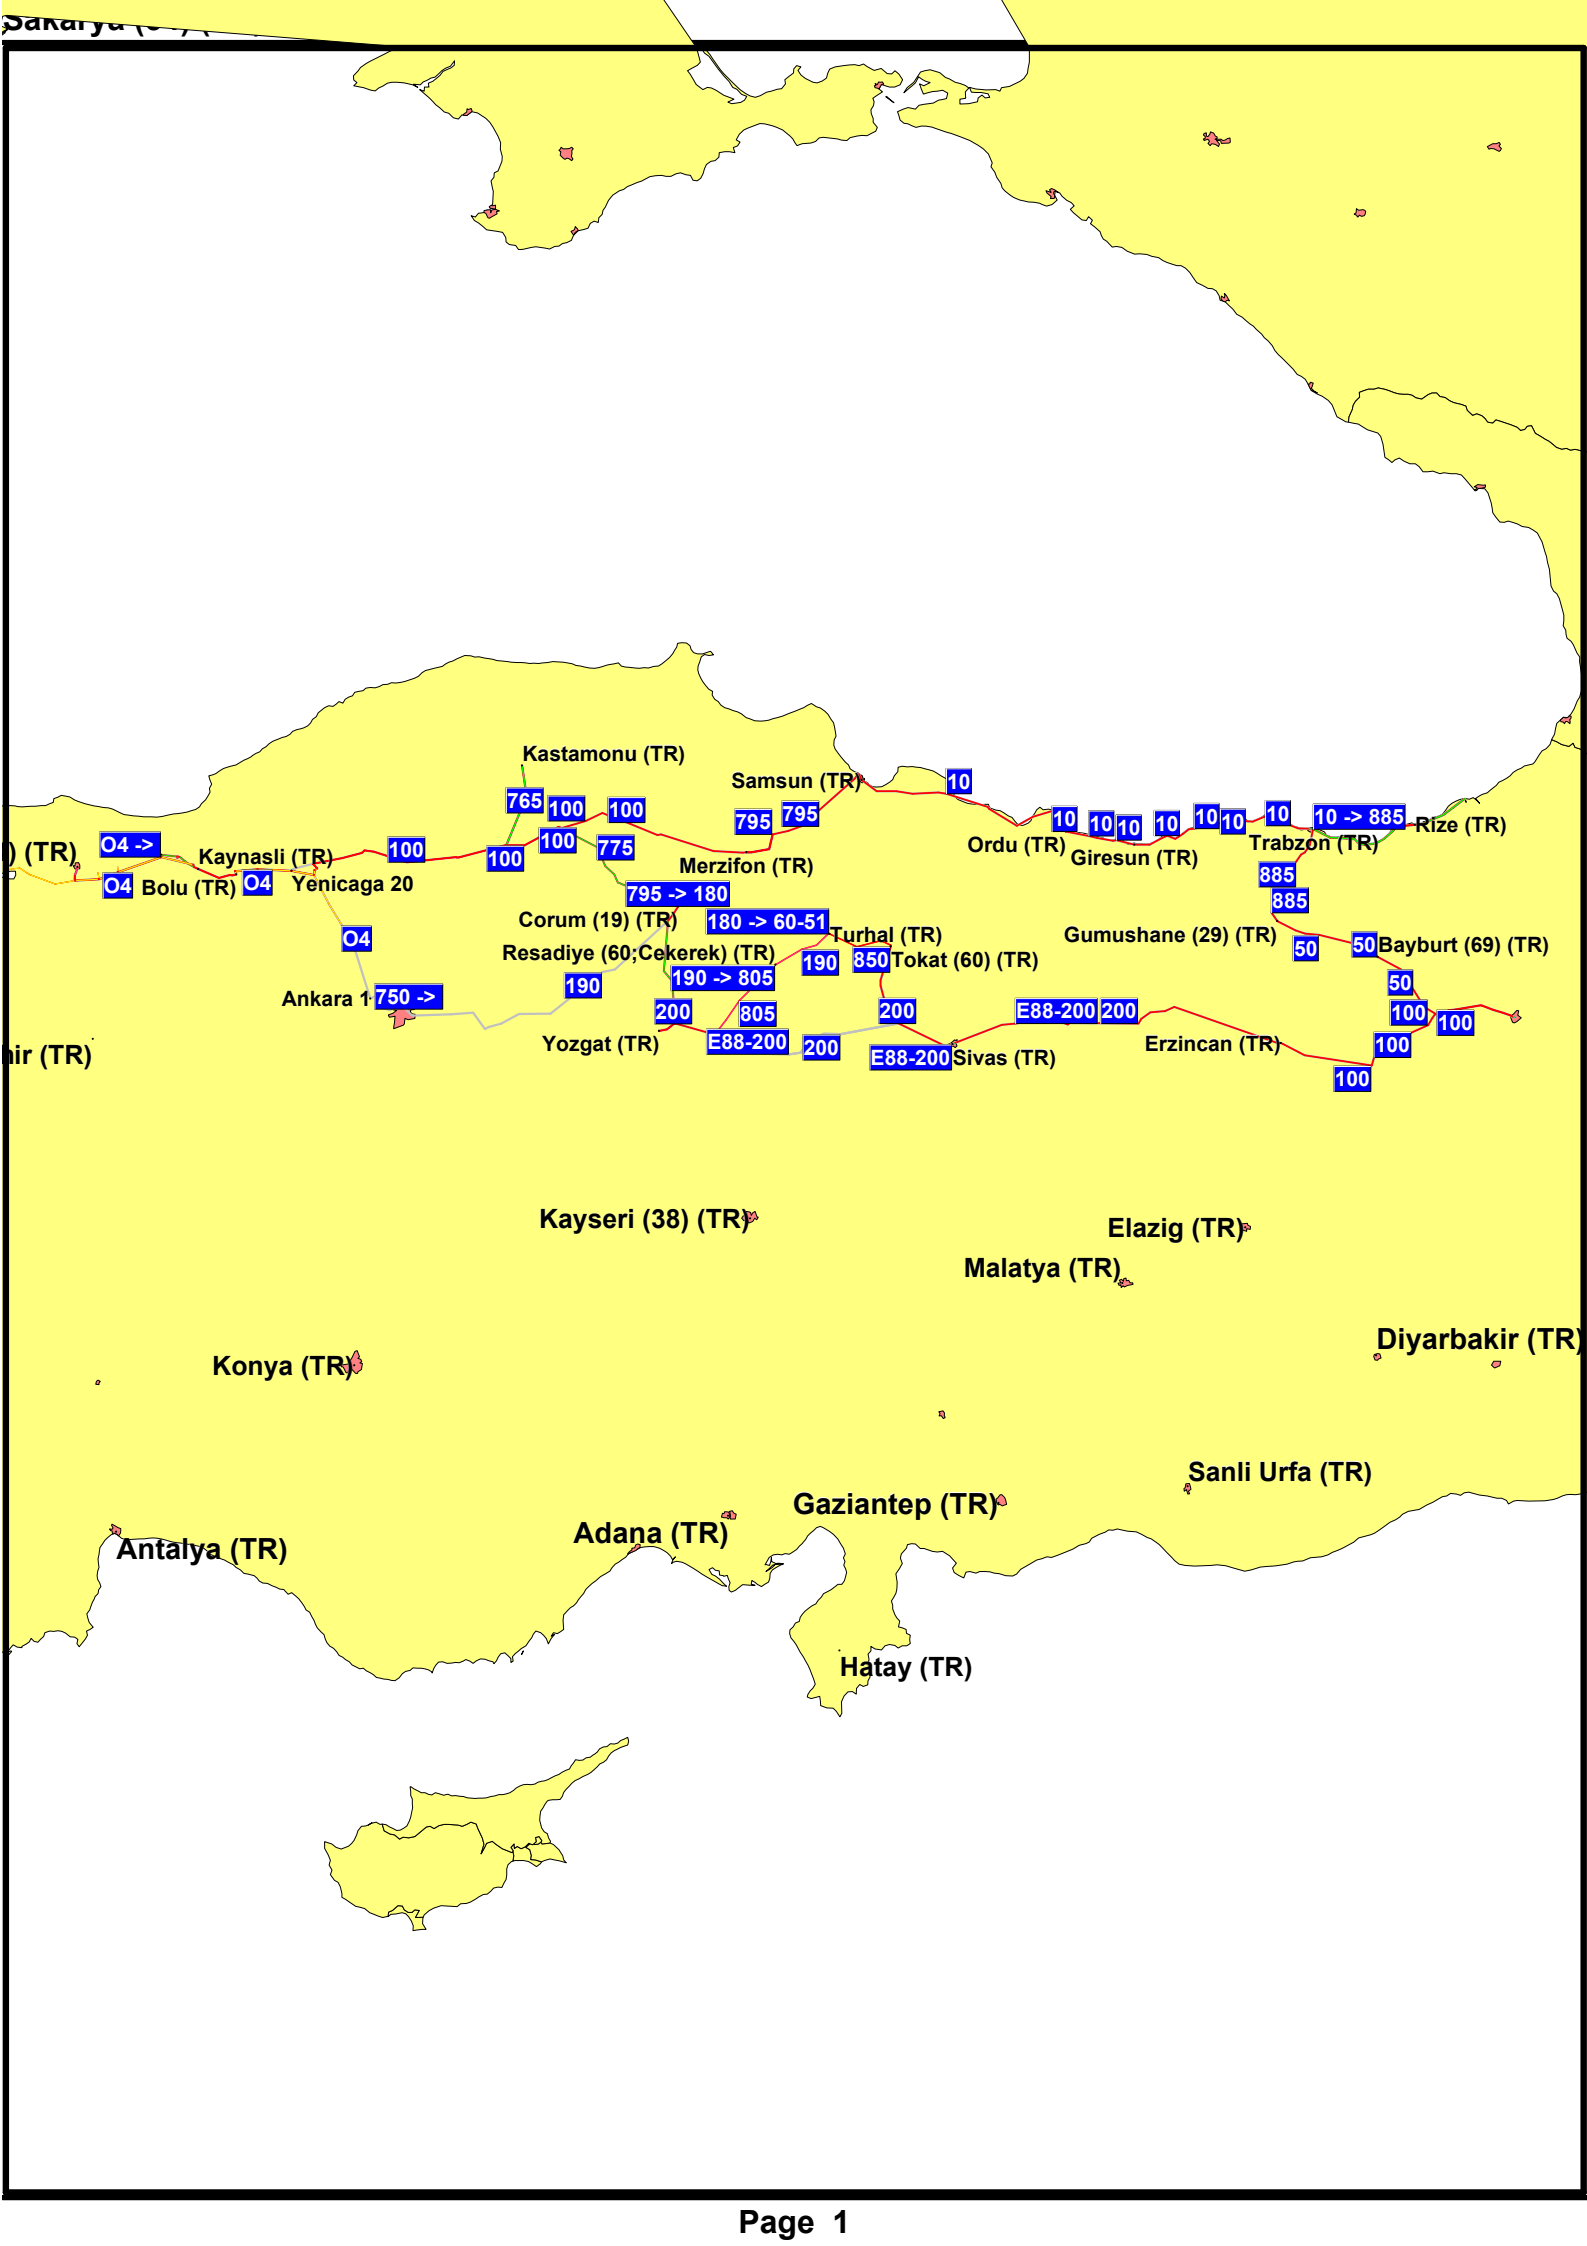 Kastamonu (TR)
Samsun (TR)
10
765
100
100
795
795
10
10
10
10
10
10
10
10 -> 885
Rize (TR)
O4 ->
Kaynasli (TR)
100
100
100
775
Merzifon (TR)
Ordu (TR)
Giresun (TR)
Trabzon (TR)
) (TR)
O4
Bolu (TR)
O4
Yenicaga 20
885
795 -> 180
885
Corum (19) (TR)
180 -> 60-51
Turhal (TR)
Gumushane (29) (TR)
50
50
Bayburt (69) (TR)
O4
Resadiye (60;Cekerek) (TR)
190
850
Tokat (60) (TR)
190 -> 805
190
50
Ankara 1
750 ->
200
805
200
E88-200
200
100
100
Yozgat (TR)
E88-200
200
E88-200
Sivas (TR)
Erzincan (TR)
100
100
hir (TR)
Kayseri (38) (TR)
Elazig (TR)
Malatya (TR)
Konya (TR)
Diyarbakir (TR)
Sanli Urfa (TR)
Gaziantep (TR)
Adana (TR)
Antalya (TR)
Hatay (TR)
Page 1